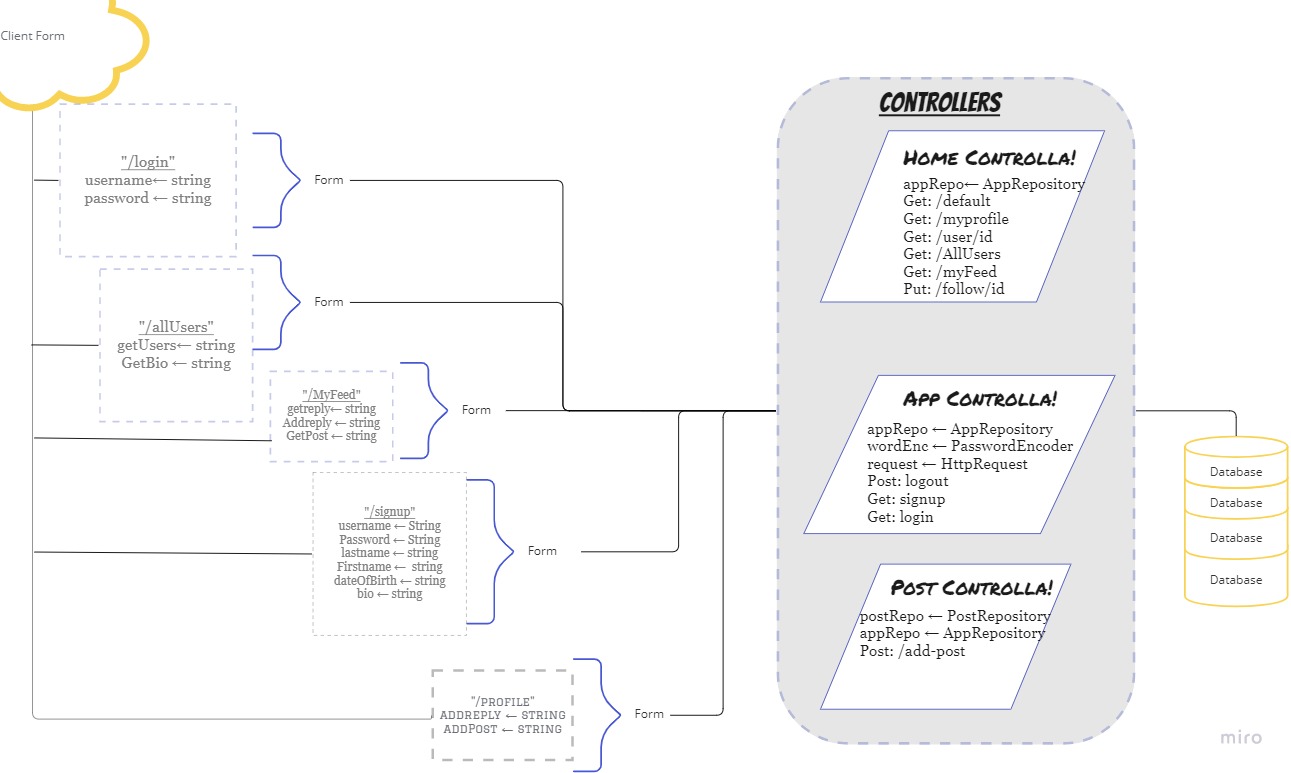 Client Form
"/login"
username← string
password ← string
Form
"/allUsers"
getUsers← string
GetBio ← string
Form
"/MyFeed"
getreply← string
Addreply ← string
GetPost ← string
Form
"/signup"
username ← String
Password ← String
lastname ← string
Firstname ← string
dateOfBirth ← string
bio ← string
Form
"/PROFILE"
ADDREPLY ← STRING
ADDPOST ← STRING
Form
CONTROLLERS
HOME CONTROLLA!
appRepo← AppRepository
Get: /default
Get: /myprofile
Get: /user/id
Get: /AllUsers
Get: /myFeed
Put: /follow/id
APP CONTROLLA!
appRepo ← AppRepository
wordEnc ← PasswordEncoder
request ← HttpRequest
Post: logout
Get: signup
Get: login
POST CONTROLLA!
postRepo ← PostRepository
appRepo ← AppRepository
Post: /add-post
Database
Database
Database
Database
miro